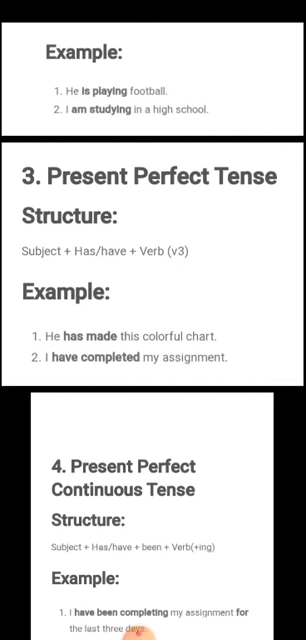 Example:
1. He is playing football.
2. I am studying in a high school.
3. Present Perfect Tense
Structure:
Subject + Has/have + Verb (v3)
Example:
1. He has made this colorful chart.
2. I have completed my assignment.
4. Present Perfect
Continuous Tense
Structure:
Subject + Has/have + been + Verb(+ing)
Example:
1. I have been completing my assignment for
the last three days.